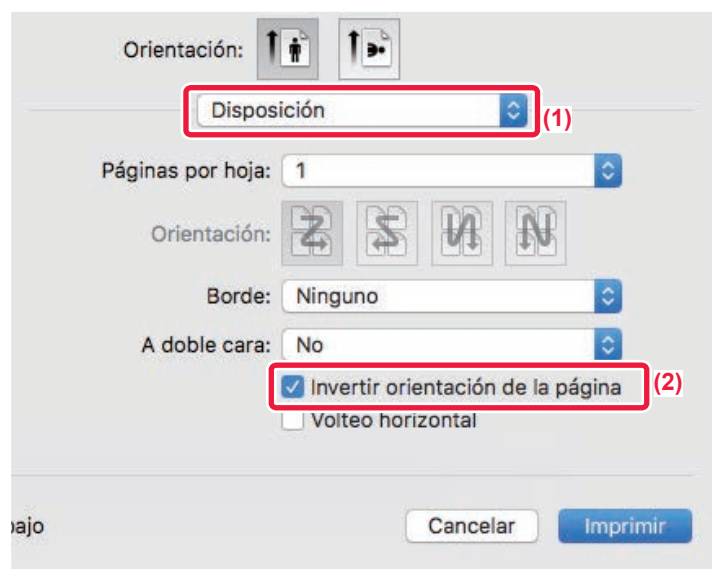 Orientación:
Disposición
(1)
Páginas por hoja: 1
Orientación:
Borde: Ninguno
A doble cara: No
Invertir orientación de la página
(2)
Volteo horizontal
bajo
Cancelar
Imprimir